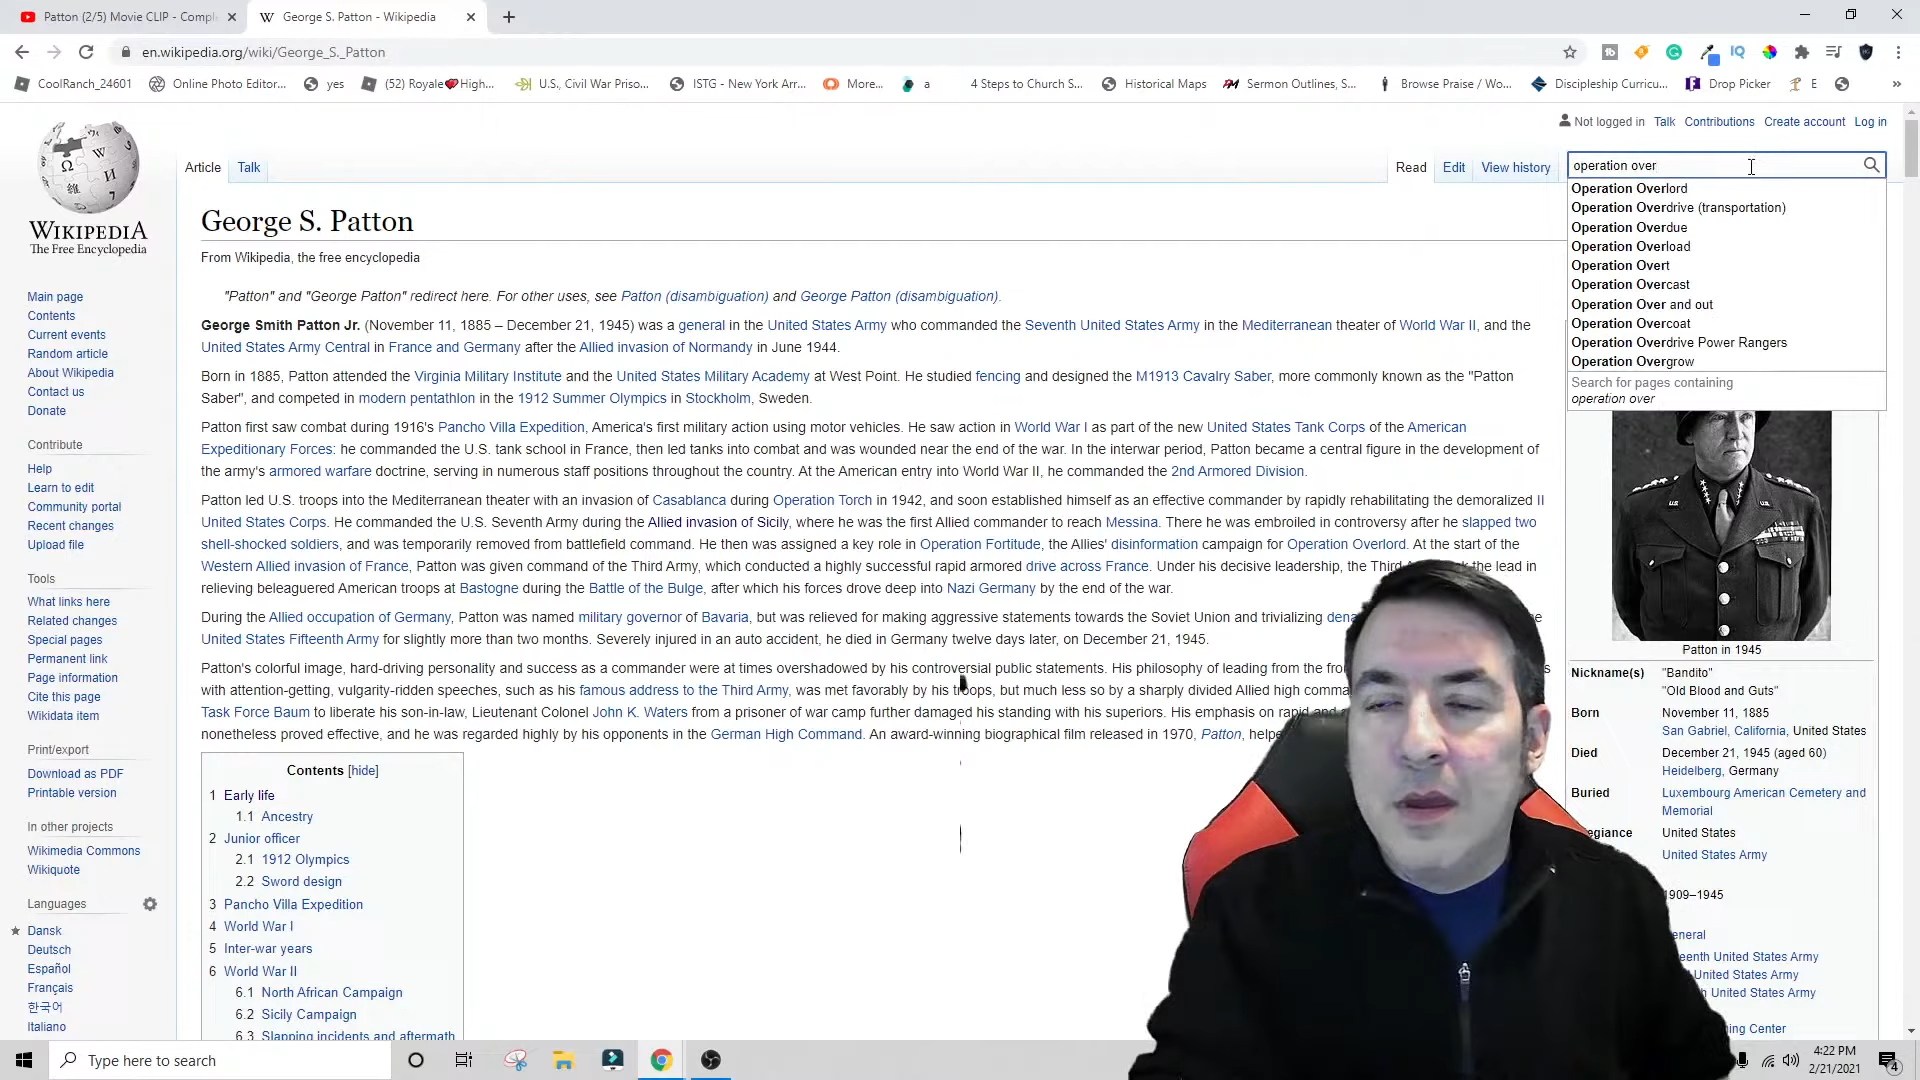 Patton (2/5) Movie CLIP - Comple
George S. Patton - Wikipedia
en.wikipedia.org/wiki/George_S._Patton
CoolRanch_24601
Online Photo Editor...
yes
(52) Royale❤High...
U.S., Civil War Priso...
ISTG - New York Arr...
More...
a
4 Steps to Church S...
Historical Maps
Sermon Outlines, S...
Browse Praise / Wo...
Discipleship Curricu...
Drop Picker
E
Not logged in Talk Contributions Create account Log in
Article Talk
Read Edit View history
operation over
Operation Overlord
Operation Overdrive (transportation)
Operation Overdue
Operation Overload
Operation Overt
Operation Overcast
Operation Over and out
Operation Overcoat
Operation Overdrive Power Rangers
Operation Overgrow
Search for pages containing
operation over
WIKIPEDIA
The Free Encyclopedia
Main page
Contents
Current events
Random article
About Wikipedia
Contact us
Donate
Contribute
Help
Learn to edit
Community portal
Recent changes
Upload file
Tools
What links here
Related changes
Special pages
Permanent link
Page information
Cite this page
Wikidata item
Print/export
Download as PDF
Printable version
In other projects
Wikimedia Commons
Wikiquote
Languages
Dansk
Deutsch
Español
Français
한국어
Italiano
George S. Patton
From Wikipedia, the free encyclopedia
"Patton" and "George Patton" redirect here. For other uses, see Patton (disambiguation) and George Patton (disambiguation).
George Smith Patton Jr. (November 11, 1885 – December 21, 1945) was a general in the United States Army who commanded the Seventh United States Army in the Mediterranean theater of World War II, and the
United States Army Central in France and Germany after the Allied invasion of Normandy in June 1944.
Born in 1885, Patton attended the Virginia Military Institute and the United States Military Academy at West Point. He studied fencing and designed the M1913 Cavalry Saber, more commonly known as the "Patton
Saber", and competed in modern pentathlon in the 1912 Summer Olympics in Stockholm, Sweden.
Patton first saw combat during 1916's Pancho Villa Expedition, America's first military action using motor vehicles. He saw action in World War I as part of the new United States Tank Corps of the American
Expeditionary Forces: he commanded the U.S. tank school in France, then led tanks into combat and was wounded near the end of the war. In the interwar period, Patton became a central figure in the development of
the army's armored warfare doctrine, serving in numerous staff positions throughout the country. At the American entry into World War II, he commanded the 2nd Armored Division.
Patton led U.S. troops into the Mediterranean theater with an invasion of Casablanca during Operation Torch in 1942, and soon established himself as an effective commander by rapidly rehabilitating the demoralized II
United States Corps. He commanded the U.S. Seventh Army during the Allied invasion of Sicily, where he was the first Allied commander to reach Messina. There he was embroiled in controversy after he slapped two
shell-shocked soldiers, and was temporarily removed from battlefield command. He then was assigned a key role in Operation Fortitude, the Allies' disinformation campaign for Operation Overlord. At the start of the
Western Allied invasion of France, Patton was given command of the Third Army, which conducted a highly successful rapid armored drive across France. Under his decisive leadership, the Third the lead in
relieving beleaguered American troops at Bastogne during the Battle of the Bulge, after which his forces drove deep into Nazi Germany by the end of the war.
During the Allied occupation of Germany, Patton was named military governor of Bavaria, but was relieved for making aggressive statements towards the Soviet Union and trivializing
United States Fifteenth Army for slightly more than two months. Severely injured in an auto accident, he died in Germany twelve days later, on December 21, 1945.
Patton's colorful image, hard-driving personality and success as a commander were at times overshadowed by his controversial public statements. His philosophy of leading from the
with attention-getting, vulgarity-ridden speeches, such as his famous address to the Third Army, was met favorably by his troops, but much less so by a sharply divided Allied high
Task Force Baum to liberate his son-in-law, Lieutenant Colonel John K. Waters from a prisoner of war camp further damaged his standing with his superiors. His emphasis on rapid and
nonetheless proved effective, and he was regarded highly by his opponents in the German High Command. An award-winning biographical film released in 1970, Patton,
Contents [hide]
1 Early life
1.1 Ancestry
2 Junior officer
2.1 1912 Olympics
2.2 Sword design
3 Pancho Villa Expedition
4 World War I
5 Inter-war years
6 World War II
6.1 North African Campaign
6.2 Sicily Campaign
6.3 Slapping incidents and aftermath
Patton in 1945
Nickname(s) "Bandito"
"Old Blood and Guts"
Born November 11, 1885
San Gabriel, California, United States
Died December 21, 1945 (aged 60)
Heidelberg, Germany
Buried Luxembourg American Cemetery and
Memorial
United States
United States Army
1909–1945
United States Army
United States Army
United States Army
Center
Type here to search
4:22 PM
2/21/2021
4